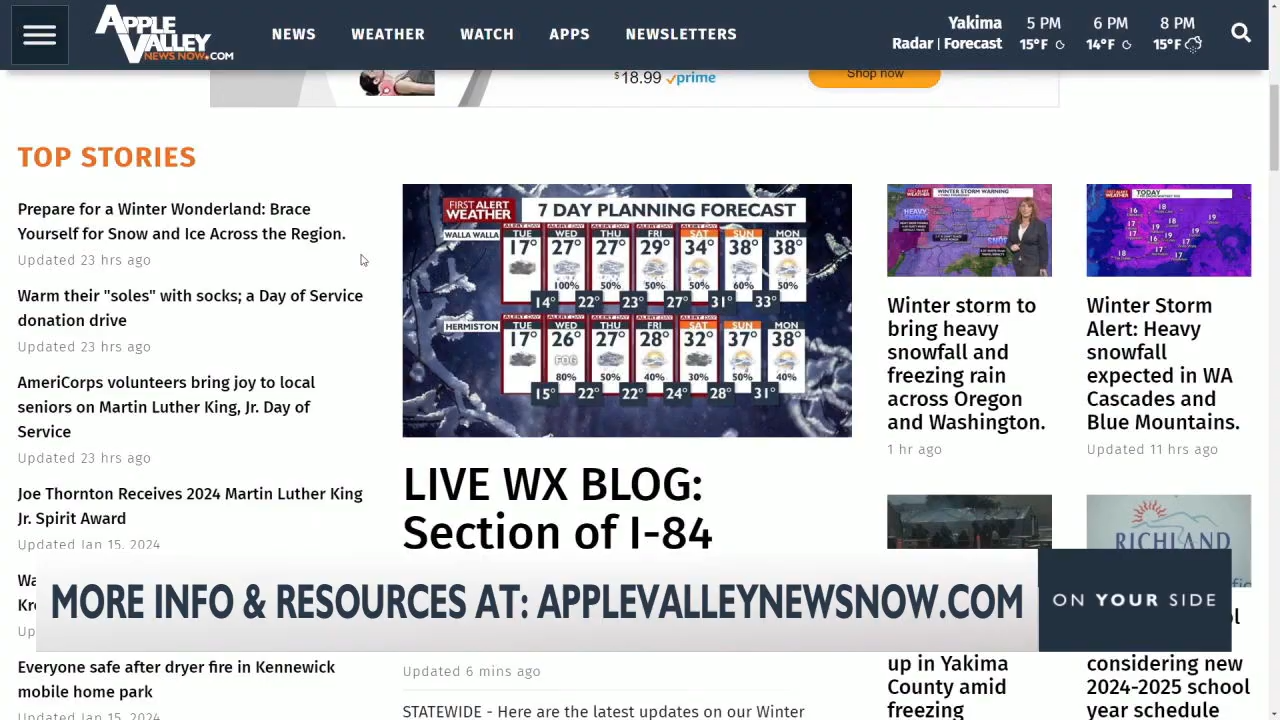 APPLE VALLEY NEWS NOW.COM
NEWS
WEATHER
WATCH
APPS
NEWSLETTERS
Yakima
Radar | Forecast
5 PM
15°F
6 PM
14°F
8 PM
15°F
$18.99 prime
Shop now
TOP STORIES
Prepare for a Winter Wonderland: Brace
Yourself for Snow and Ice Across the Region.
Updated 23 hrs ago
Warm their "soles" with socks; a Day of Service
donation drive
Updated 23 hrs ago
AmeriCorps volunteers bring joy to local
seniors on Martin Luther King, Jr. Day of
Service
Updated 23 hrs ago
Joe Thornton Receives 2024 Martin Luther King
Jr. Spirit Award
Updated Jan 15, 2024
Everyone safe after dryer fire in Kennewick
mobile home park
Updated Jan 15, 2024
FIRST ALERT
WEATHER
7 DAY PLANNING FORECAST
WALLA WALLA
TUE WED THU FRI SAT SUN MON
17° 27° 27° 29° 34° 38° 38°
100% 50% 50% 50% 60% 50%
14° 22° 23° 27° 31° 33°
HERMISTON
TUE WED THU FRI SAT SUN MON
17° 26° 27° 28° 32° 37° 38°
FOG
80% 50% 40% 30% 50% 40%
15° 22° 22° 24° 28° 31°
LIVE WX BLOG:
Section of I-84
Updated 6 mins ago
STATEWIDE - Here are the latest updates on our Winter
WINTER STORM WARNING
HEAVY
Winter storm to
bring heavy
snowfall and
freezing rain
across Oregon
and Washington.
1 hr ago
TODAY
Winter Storm
Alert: Heavy
snowfall
expected in WA
Cascades and
Blue Mountains.
Updated 11 hrs ago
up in Yakima
County amid
freezing
RICHLAND
considering new
2024-2025 school
year schedule
MORE INFO & RESOURCES AT: APPLEVALLEYNEWSNOW.COM
ON YOUR SIDE